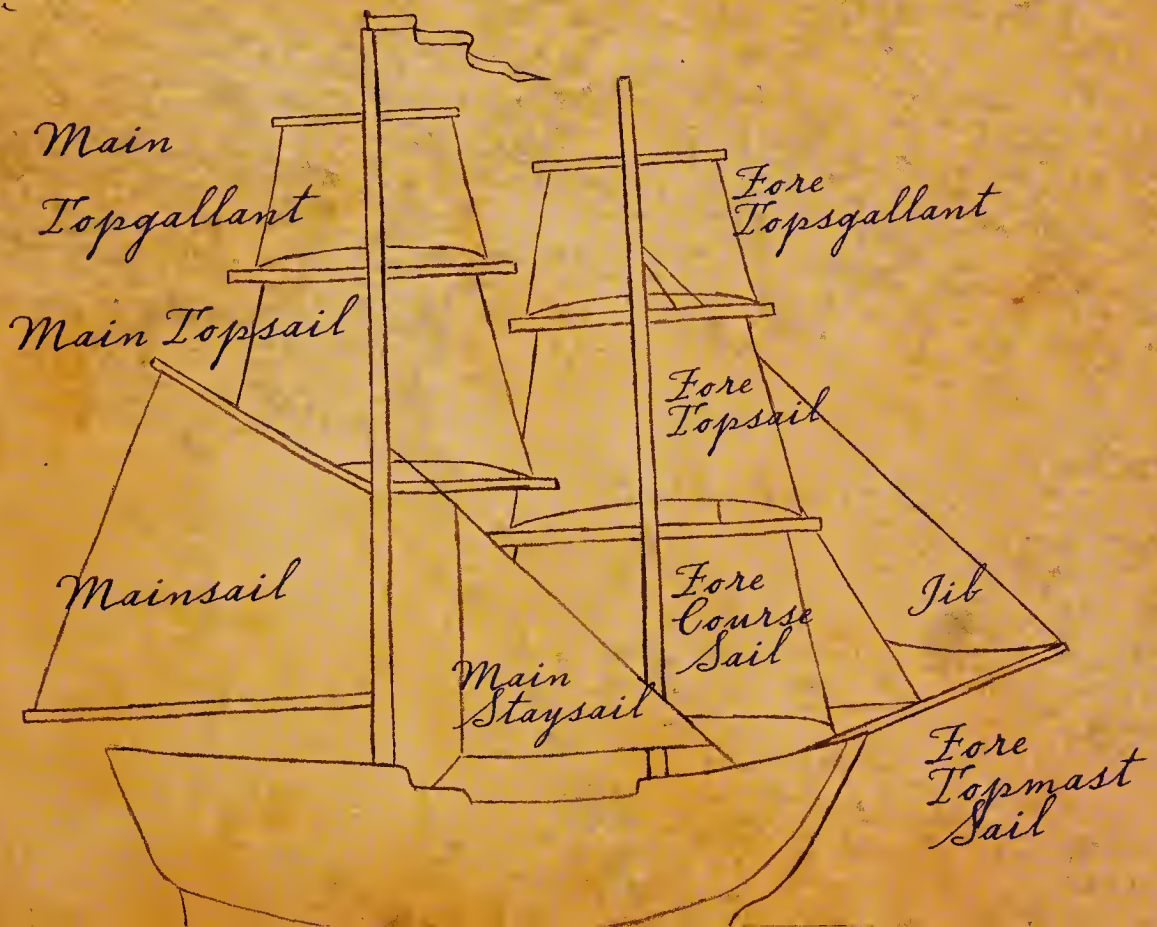 Main
Topgallant
Main Topsail
Mainsail
Main
Staysail
Fore
Topsgallant
Fore
Topsail
Fore
Course
Sail
Jib
Fore
Topmast
Sail